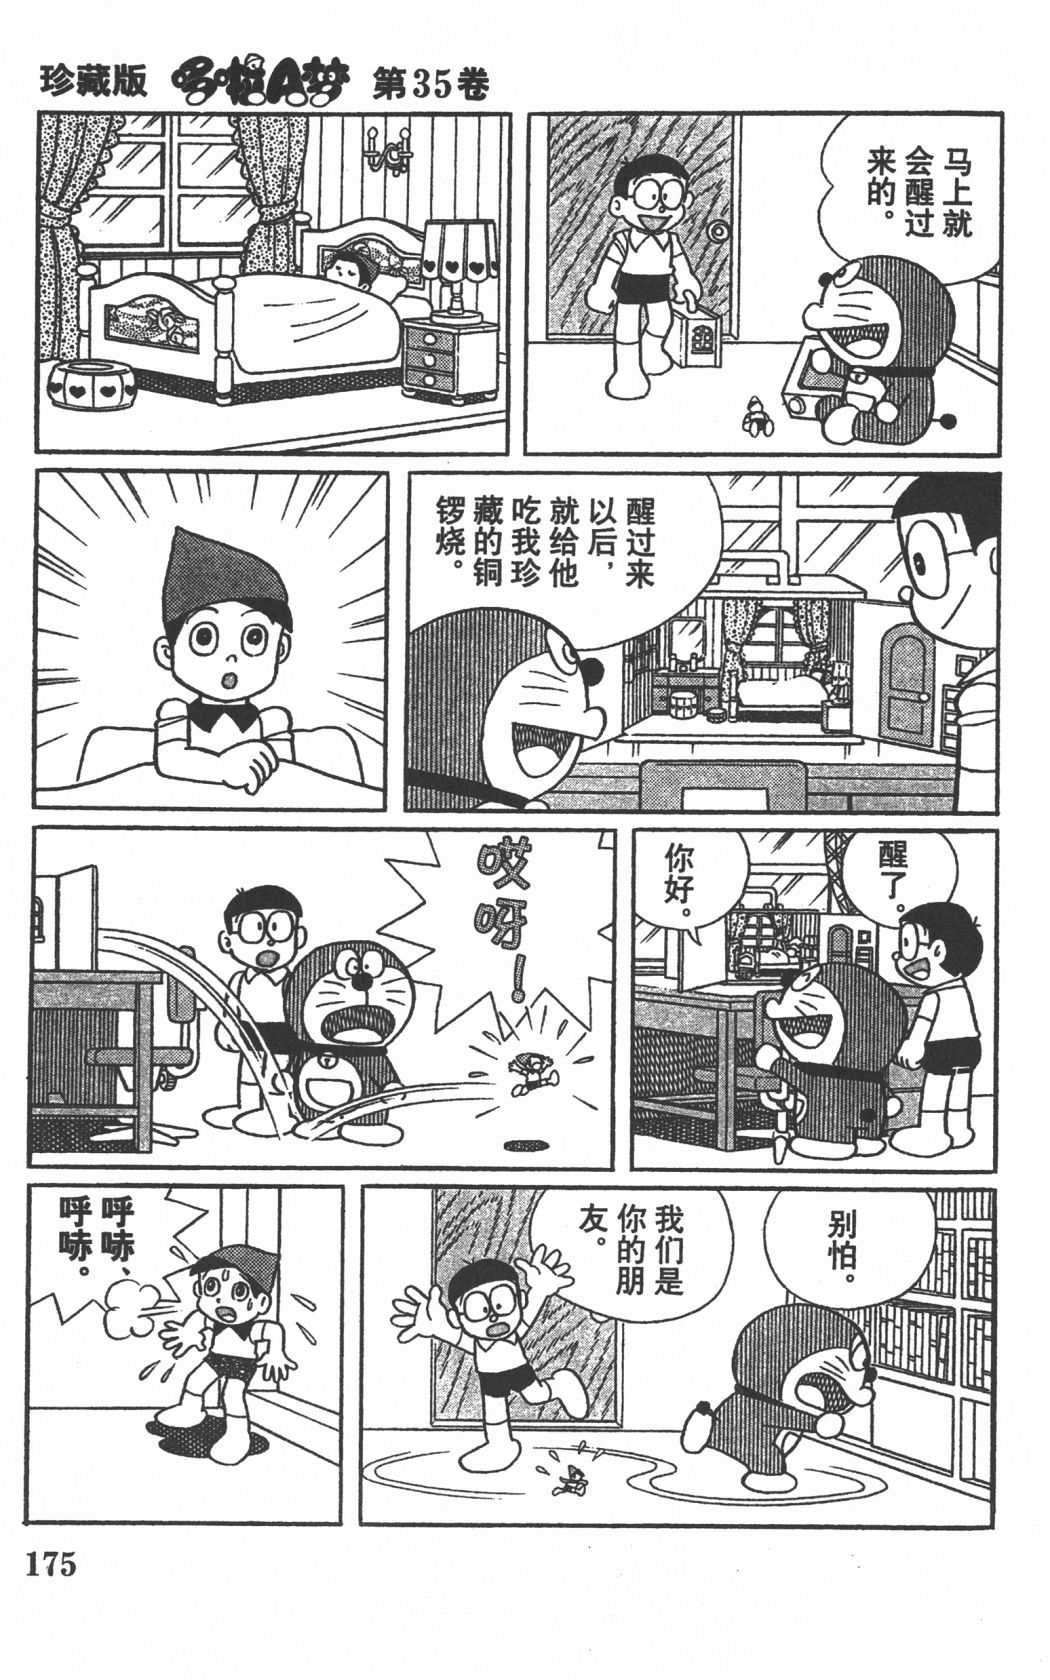 珍藏版 哆啦A梦 第35卷
马上就
会醒过
来的。
醒过来
以后，
就给他
吃我珍
藏的铜
锣烧。
醒了。
你好。
哎呀！
别怕。
我们是
你的朋
友。
呼哧、
呼哧。
175